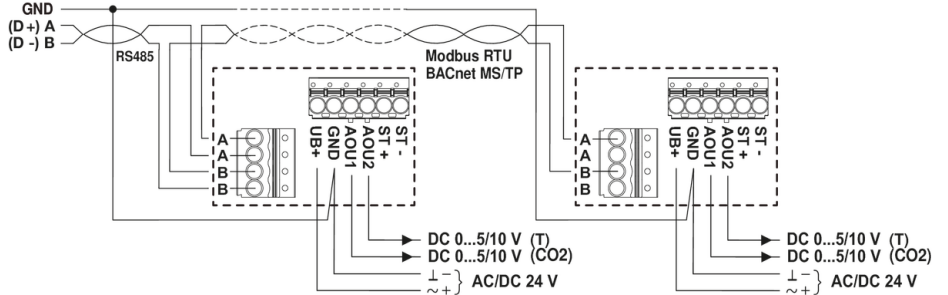 GND
(D +) A
(D -) B
RS485
Modbus RTU
BACnet MS/TP
UB+
GND
AOU1
AOU2
ST +
ST -
A
A
B
B
DC 0...5/10 V (T)
DC 0...5/10 V (CO2)
⊥ −
~ +
AC/DC 24 V
UB+
GND
AOU1
AOU2
ST +
ST -
A
A
B
B
DC 0...5/10 V (T)
DC 0...5/10 V (CO2)
⊥ −
~ +
AC/DC 24 V